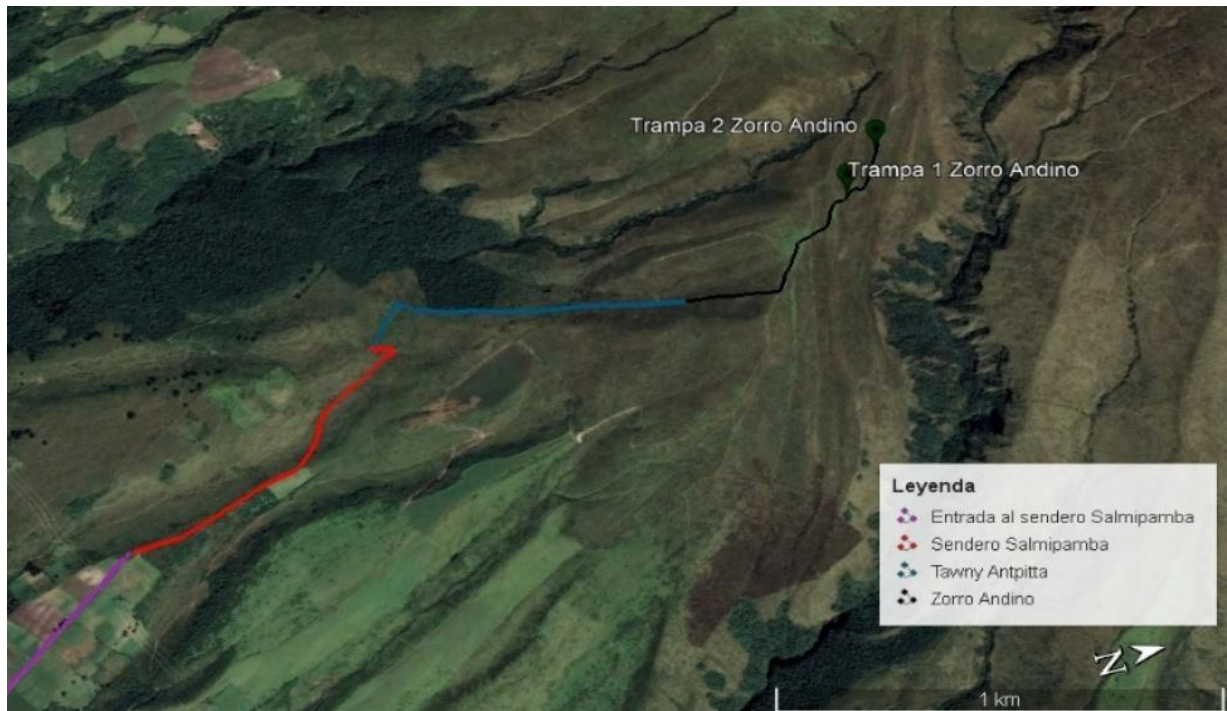 Trampa 2 Zorro Andino
Trampa 1 Zorro Andino
Leyenda
Entrada al sendero Salmipamba
Sendero Salmipamba
Tawny Antpitta
Zorro Andino
N
1 km